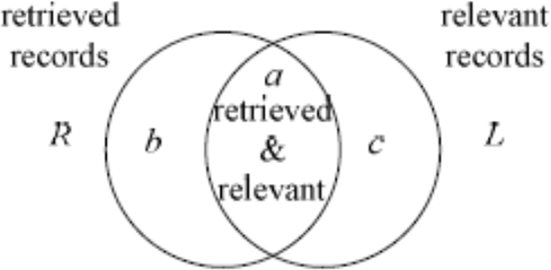 retrieved
records
relevant
records
R
b
a
retrieved
&
relevant
c
L